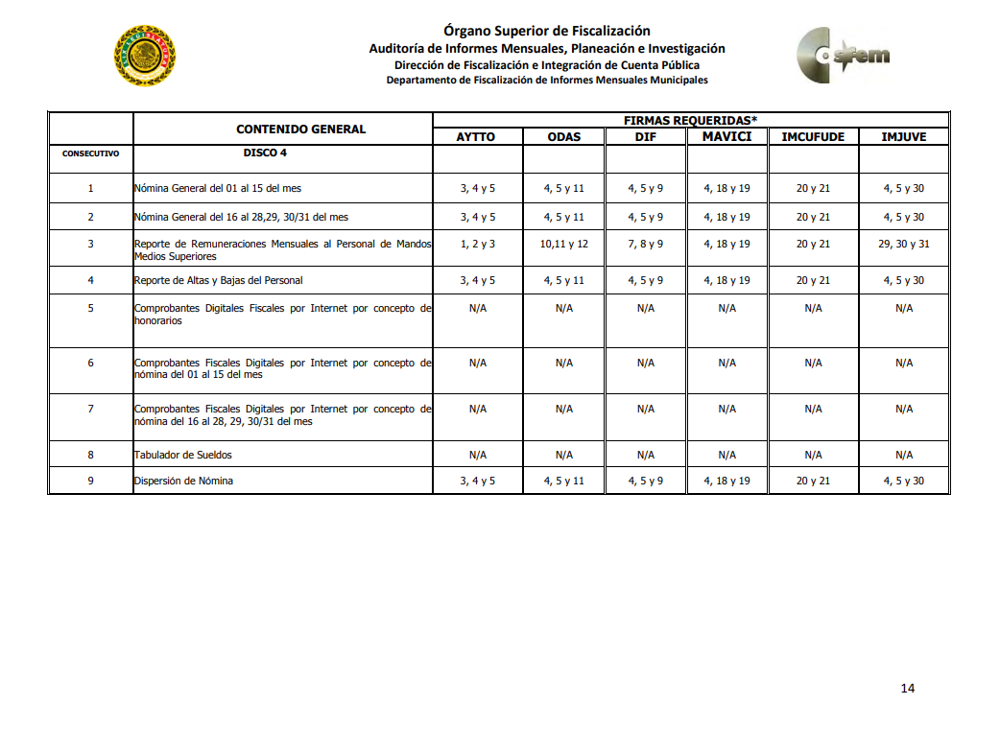 Órgano Superior de Fiscalización
Auditoría de Informes Mensuales, Planeación e Investigación
Dirección de Fiscalización e Integración de Cuenta Pública
Departamento de Fiscalización de Informes Mensuales Municipales
osfem
CONTENIDO GENERAL FIRMAS REQUERIDAS*
AYTTO ODAS DIF MAVICI IMCUFUDE IMJUVE
CONSECUTIVO DISCO 4
1 Nómina General del 01 al 15 del mes 3, 4 y 5 4, 5 y 11 4, 5 y 9 4, 18 y 19 20 y 21 4, 5 y 30
2 Nómina General del 16 al 28,29, 30/31 del mes 3, 4 y 5 4, 5 y 11 4, 5 y 9 4, 18 y 19 20 y 21 4, 5 y 30
3 Reporte de Remuneraciones Mensuales al Personal de Mandos 1, 2 y 3 10,11 y 12 7, 8 y 9 4, 18 y 19 20 y 21 29, 30 y 31
Medios Superiores
4 Reporte de Altas y Bajas del Personal 3, 4 y 5 4, 5 y 11 4, 5 y 9 4, 18 y 19 20 y 21 4, 5 y 30
5 Comprobantes Digitales Fiscales por Internet por concepto de N/A N/A N/A N/A N/A N/A
honorarios
6 Comprobantes Fiscales Digitales por Internet por concepto de N/A N/A N/A N/A N/A N/A
nómina del 01 al 15 del mes
7 Comprobantes Fiscales Digitales por Internet por concepto de N/A N/A N/A N/A N/A N/A
nómina del 16 al 28, 29, 30/31 del mes
8 Tabulador de Sueldos N/A N/A N/A N/A N/A N/A
9 Dispersión de Nómina 3, 4 y 5 4, 5 y 11 4, 5 y 9 4, 18 y 19 20 y 21 4, 5 y 30
14